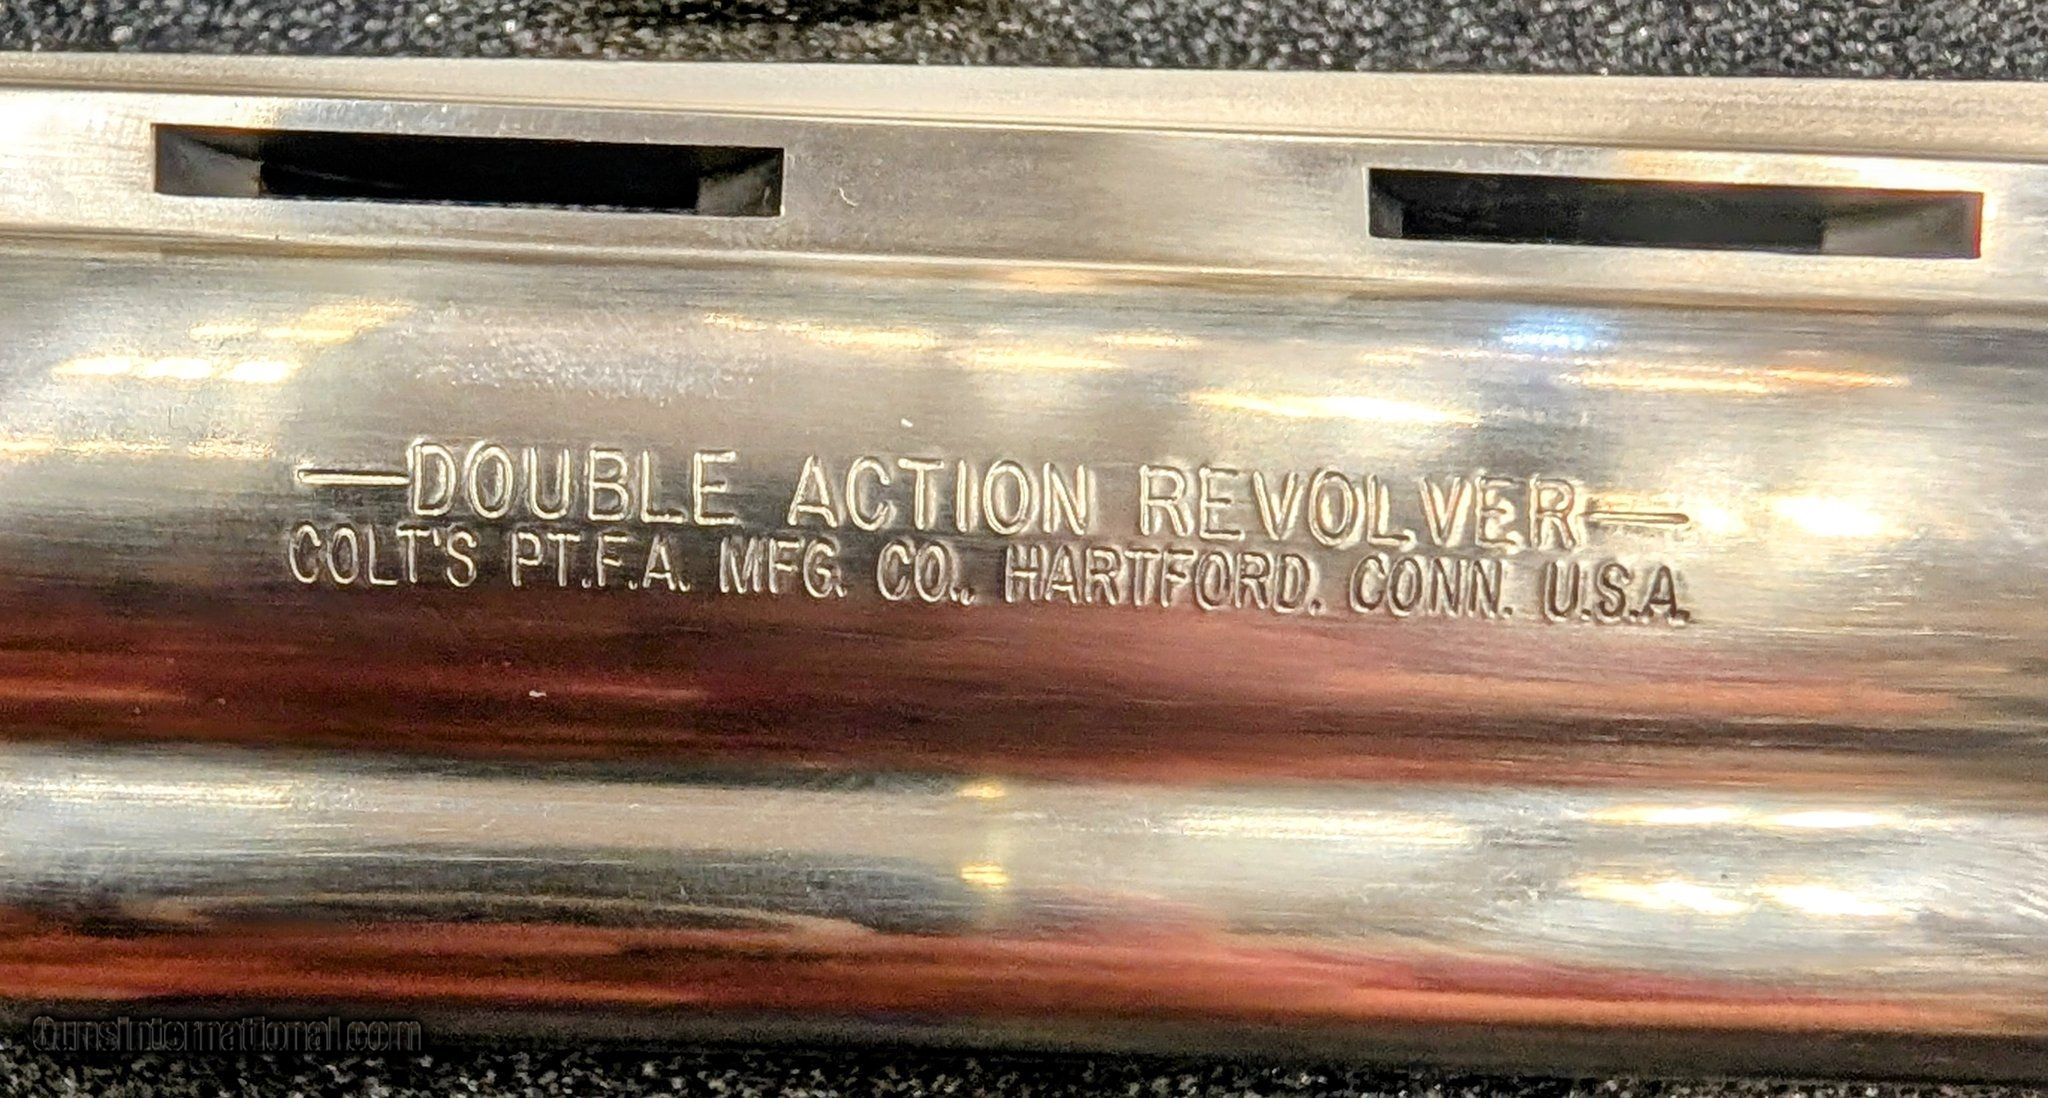 —DOUBLE ACTION REVOLVER—
COLT'S PT.F.A. MFG. CO., HARTFORD, CONN. U.S.A.
GunsInternational.com